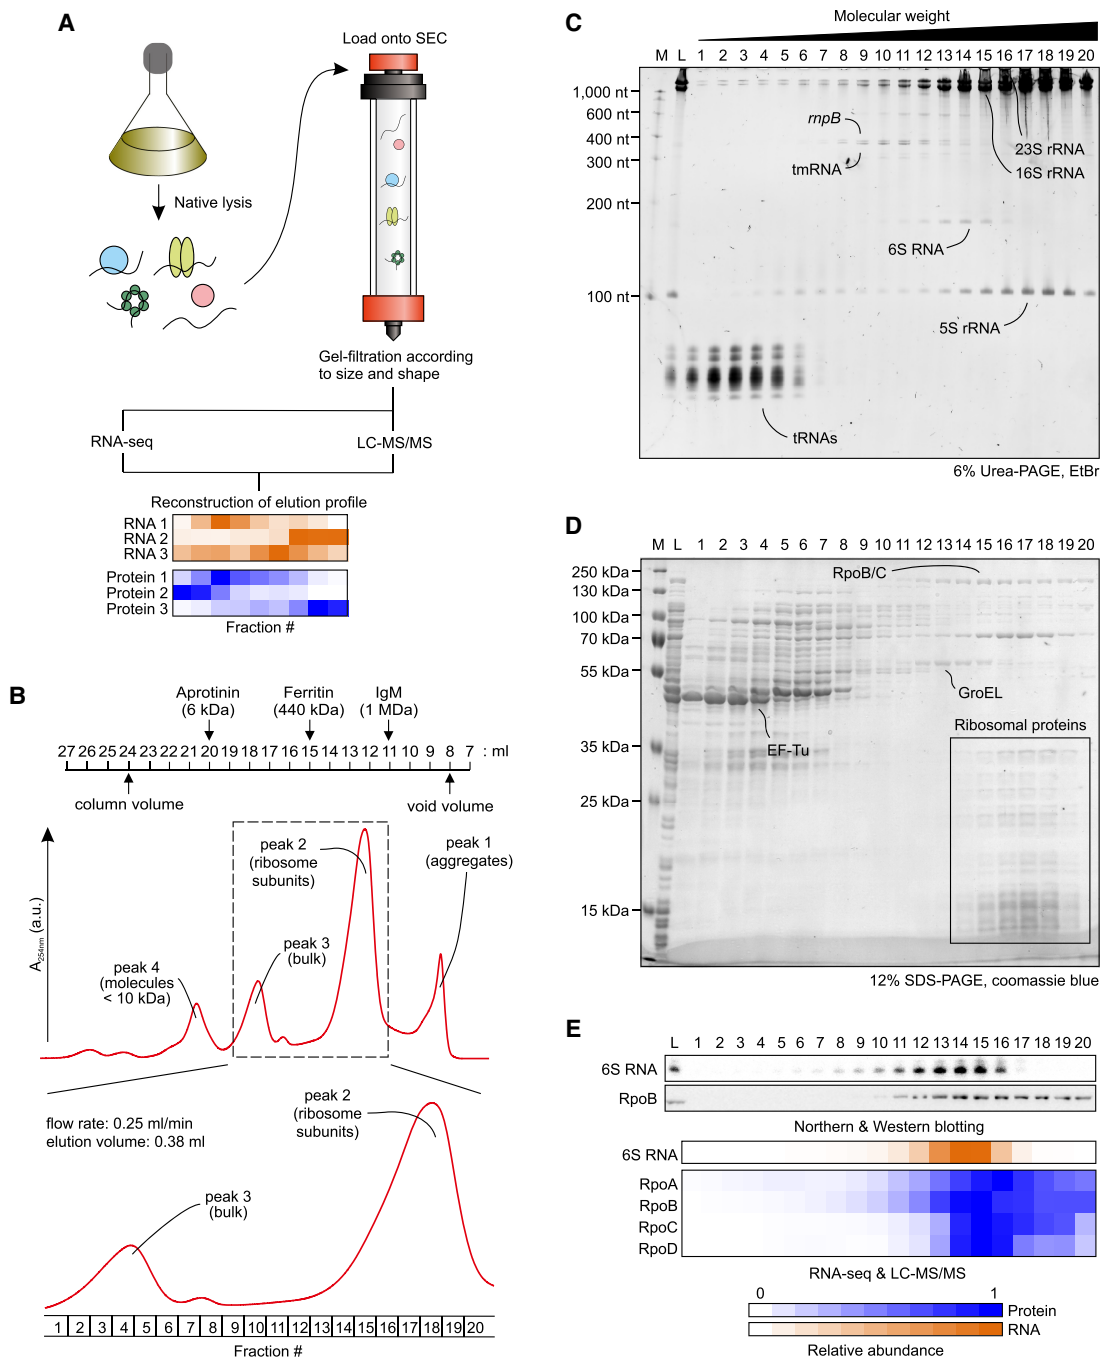 A
Load onto SEC
Native lysis
Gel-filtration according
to size and shape
RNA-seq
LC-MS/MS
Reconstruction of elution profile
RNA 1
RNA 2
RNA 3
Protein 1
Protein 2
Protein 3
Fraction #
B
Aprotinin
(6 kDa)
Ferritin
(440 kDa)
IgM
(1 MDa)
27 26 25 24 23 22 21 20 19 18 17 16 15 14 13 12 11 10 9 8 7 : ml
column volume
void volume
A254nm (a.u.)
peak 2
(ribosome
subunits)
peak 1
(aggregates)
peak 3
(bulk)
peak 4
(molecules
< 10 kDa)
flow rate: 0.25 ml/min
elution volume: 0.38 ml
peak 2
(ribosome
subunits)
peak 3
(bulk)
1 2 3 4 5 6 7 8 9 10 11 12 13 14 15 16 17 18 19 20
Fraction #
C
Molecular weight
M L 1 2 3 4 5 6 7 8 9 10 11 12 13 14 15 16 17 18 19 20
1,000 nt
600 nt
400 nt
300 nt
200 nt
100 nt
rnpB
tmRNA
23S rRNA
16S rRNA
6S RNA
5S rRNA
tRNAs
6% Urea-PAGE, EtBr
D
M L 1 2 3 4 5 6 7 8 9 10 11 12 13 14 15 16 17 18 19 20
250 kDa
130 kDa
100 kDa
70 kDa
55 kDa
35 kDa
25 kDa
15 kDa
RpoB/C
GroEL
EF-Tu
Ribosomal proteins
12% SDS-PAGE, coomassie blue
E
L 1 2 3 4 5 6 7 8 9 10 11 12 13 14 15 16 17 18 19 20
6S RNA
RpoB
Northern & Western blotting
6S RNA
RpoA
RpoB
RpoC
RpoD
RNA-seq & LC-MS/MS
0 1
Protein
RNA
Relative abundance